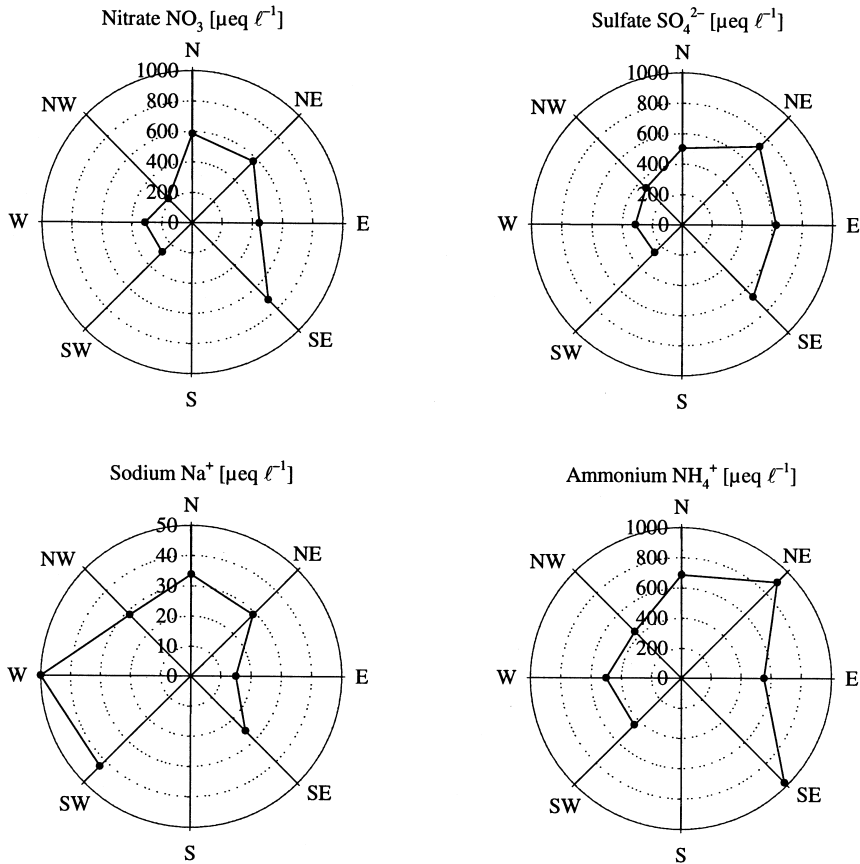 Nitrate NO₃ [µeq ℓ⁻¹]
N
1000
800
600
400
200
0
NW
NE
W
E
SW
SE
S
Sulfate SO₄²⁻ [µeq ℓ⁻¹]
N
1000
800
600
400
200
0
NW
NE
W
E
SW
SE
S
Sodium Na⁺ [µeq ℓ⁻¹]
N
50
40
30
20
10
0
NW
NE
W
E
SW
SE
S
Ammonium NH₄⁺ [µeq ℓ⁻¹]
N
1000
800
600
400
200
0
NW
NE
W
E
SW
SE
S